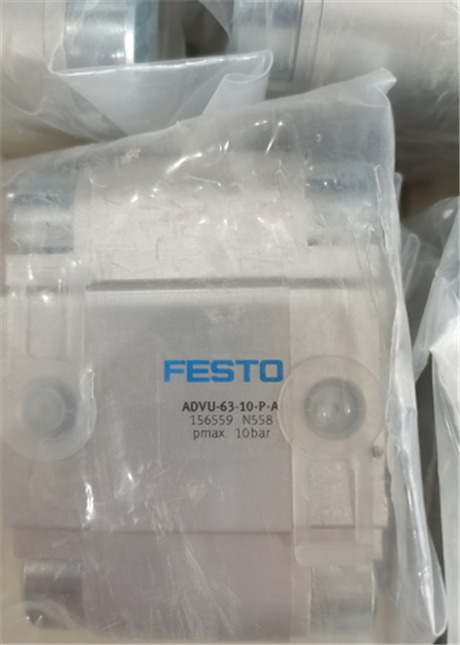 FESTO
ADVU-63-10-P-A
156559 N558
pmax. 10bar